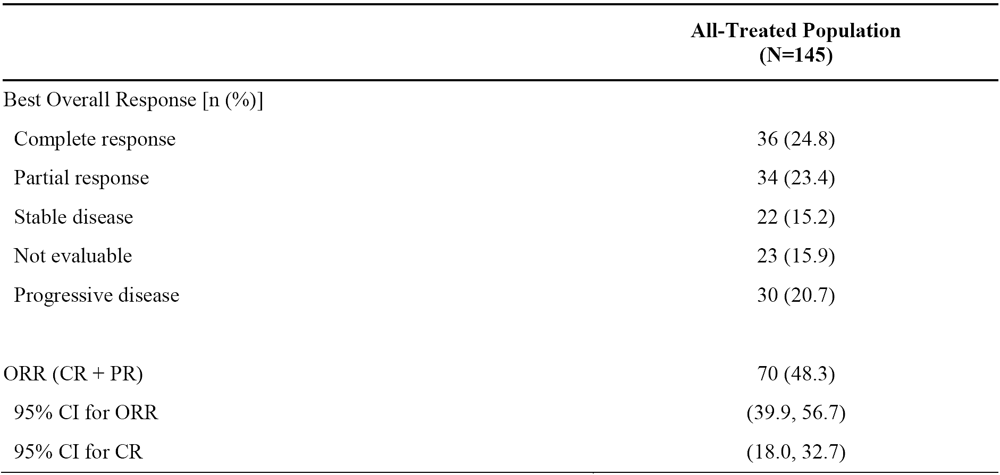 All-Treated Population
(N=145)
Best Overall Response [n (%)]
Complete response 36 (24.8)
Partial response 34 (23.4)
Stable disease 22 (15.2)
Not evaluable 23 (15.9)
Progressive disease 30 (20.7)
ORR (CR + PR) 70 (48.3)
95% CI for ORR (39.9, 56.7)
95% CI for CR (18.0, 32.7)